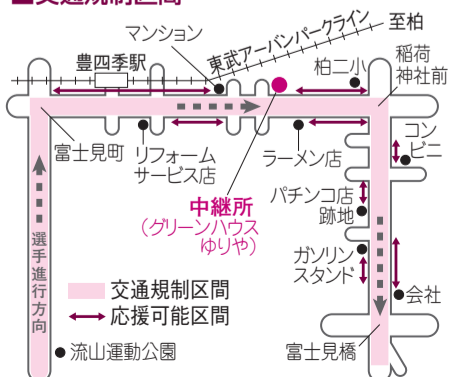 ■交通規制区間
東武アーバンパークライン
至柏
マンション
豊四季駅
柏二小
稲荷
神社前
富士見町
リフォーム
サービス店
ラーメン店
コン
ビニ
中継所
(グリーンハウス
ゆりや)
パチンコ店
跡地
ガソリン
スタンド
選手進行方向
交通規制区間
応援可能区間
会社
流山運動公園
富士見橋